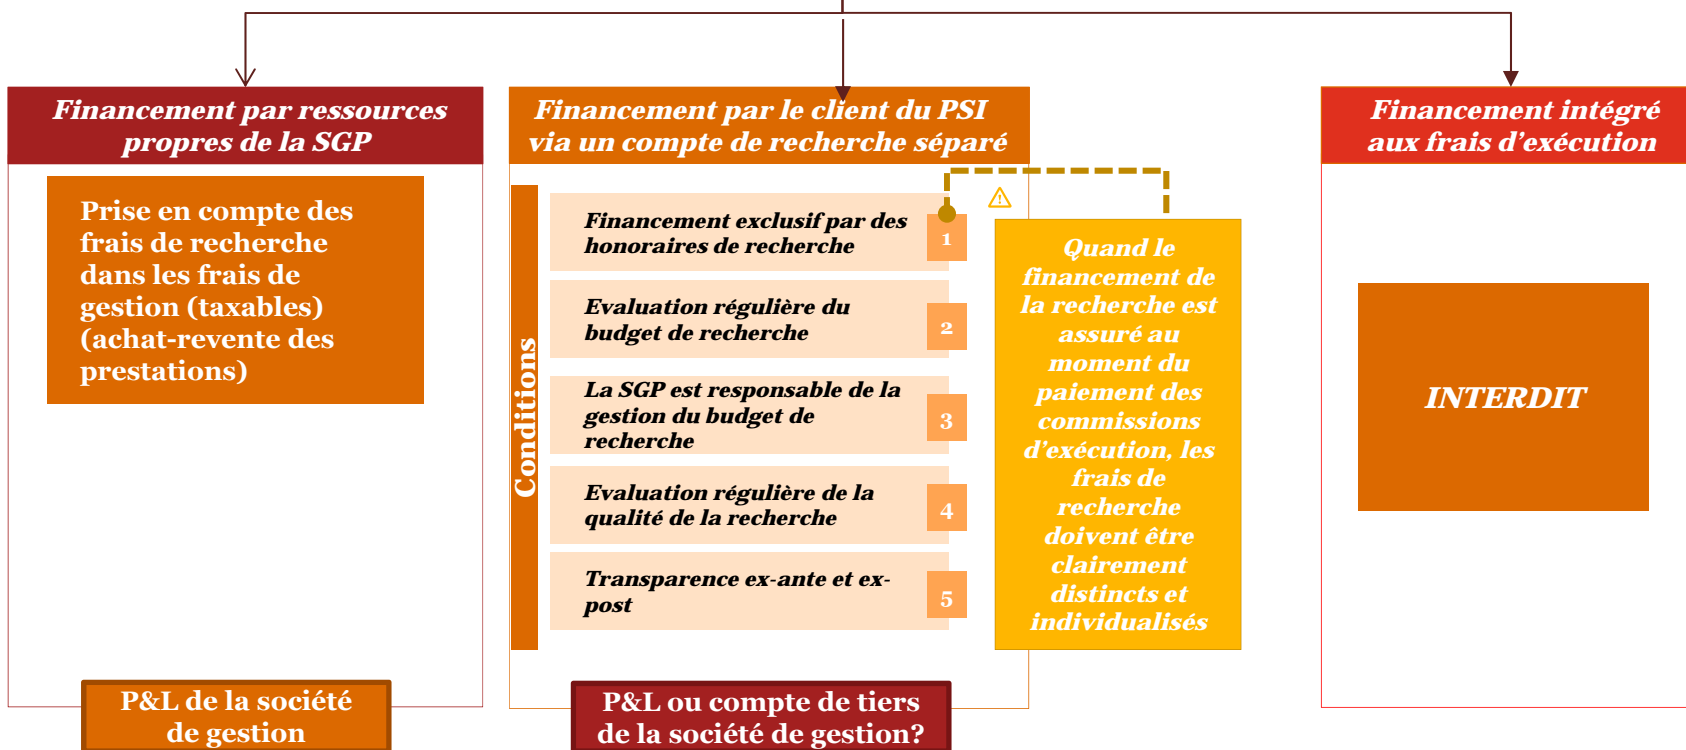 Financement par ressources
propres de la SGP
Prise en compte des
frais de recherche
dans les frais de
gestion (taxables)
(achat-revente des
prestations)
P&L de la société
de gestion
Financement par le client du PSI
via un compte de recherche séparé
Conditions
Financement exclusif par des
honoraires de recherche
1
Evaluation régulière du
budget de recherche
2
La SGP est responsable de la
gestion du budget de
recherche
3
Evaluation régulière de la
qualité de la recherche
4
Transparence ex-ante et ex-
post
5
Quand le
financement de
la recherche est
assuré au
moment du
paiement des
commissions
d'exécution, les
frais de
recherche
doivent être
clairement
distincts et
individualisés
P&L ou compte de tiers
de la société de gestion?
Financement intégré
aux frais d'exécution
INTERDIT